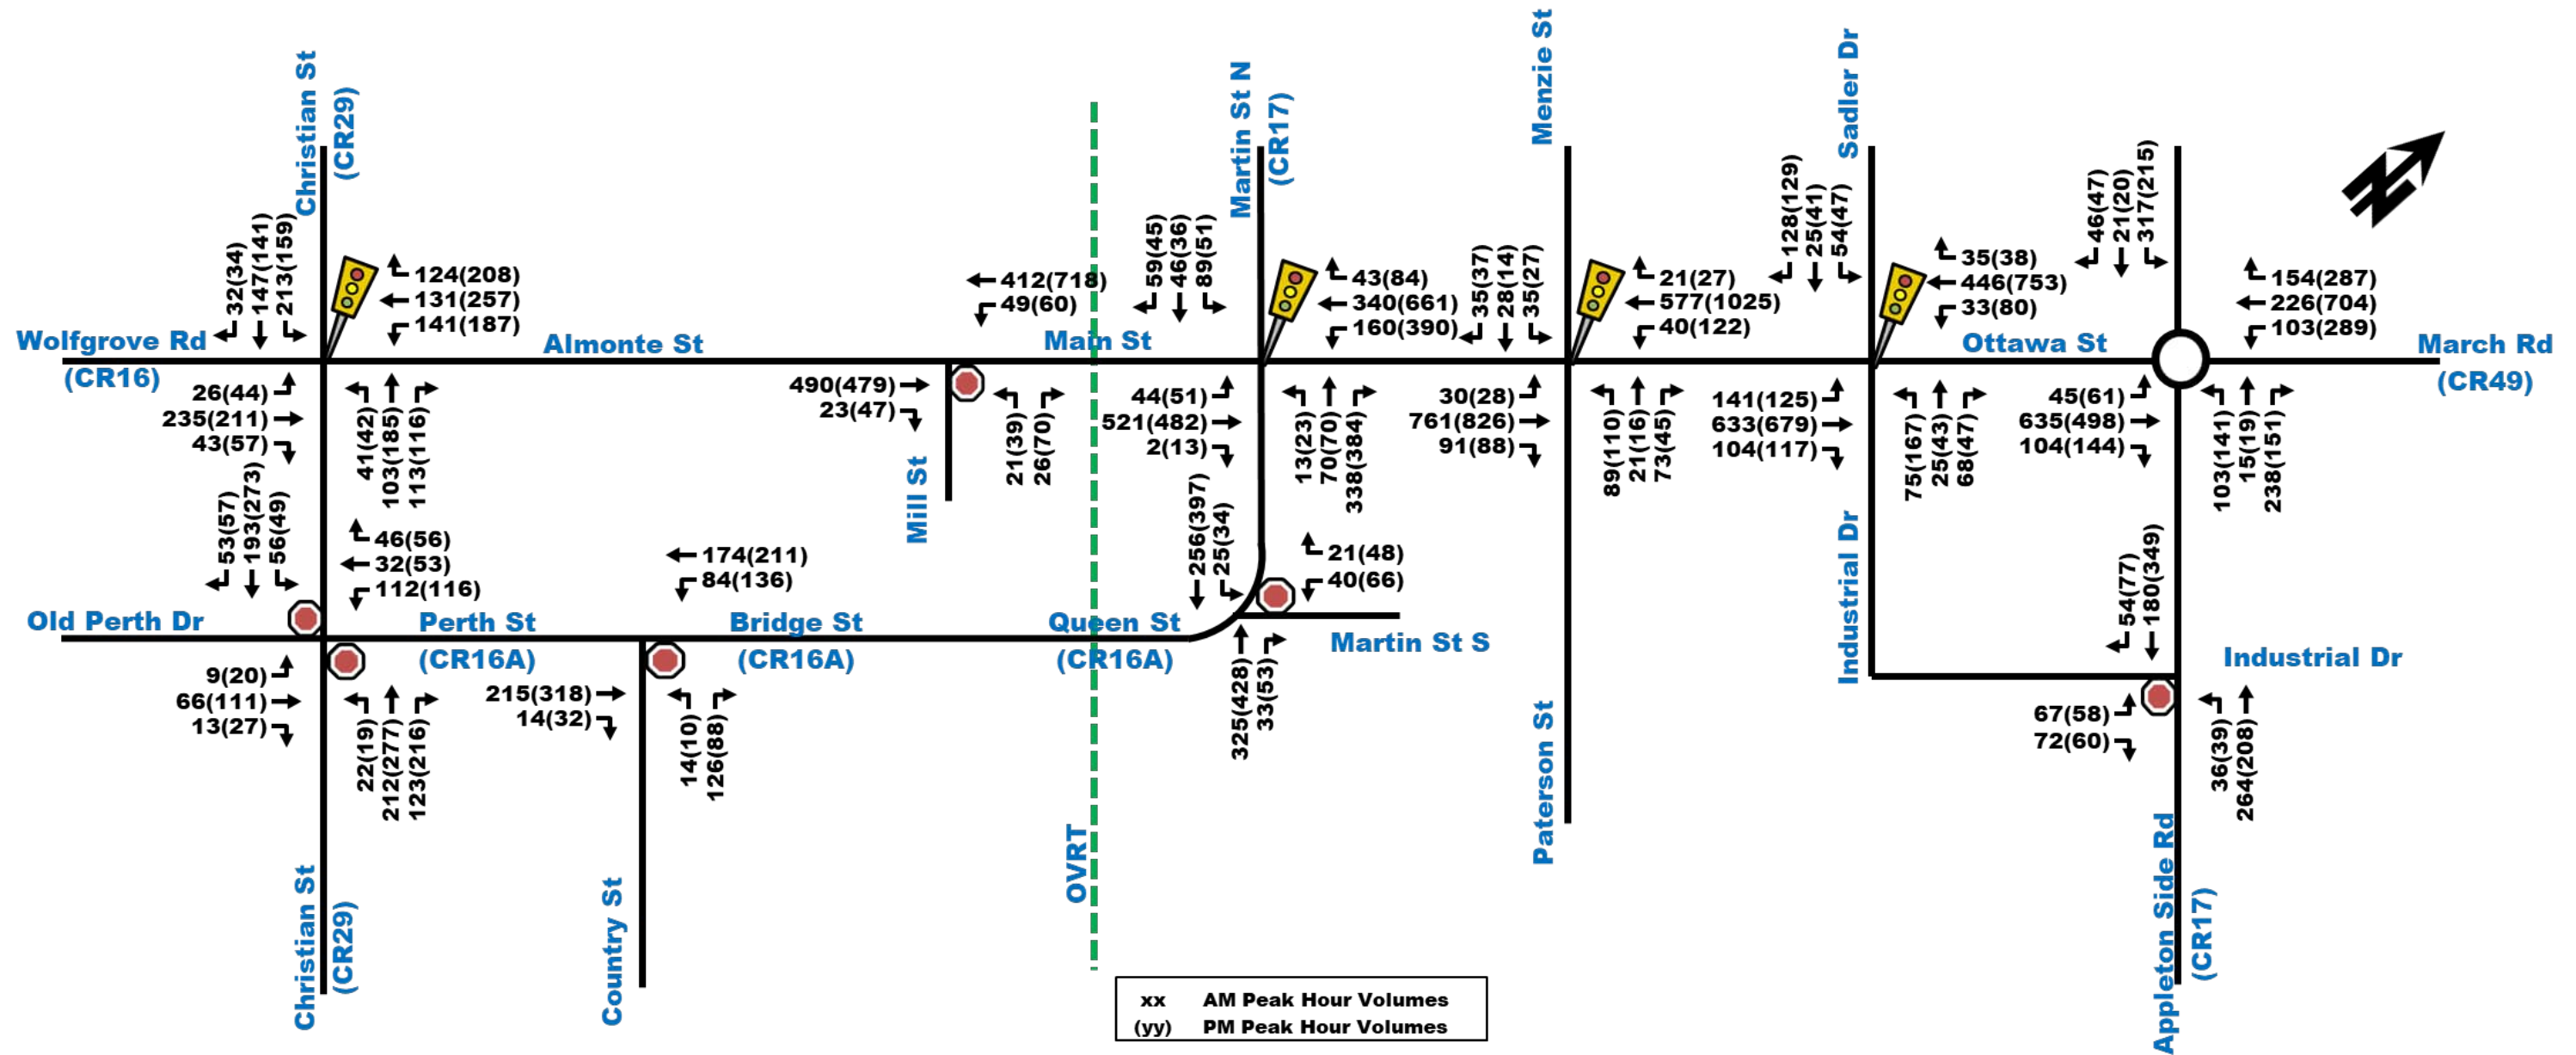 Christian St
(CR29)
Martin St N
(CR17)
Menzie St
Sadler Dr
32(34)
147(141)
213(159)
124(208)
131(257)
141(187)
412(718)
49(60)
59(45)
46(36)
89(51)
43(84)
340(661)
160(390)
35(37)
28(14)
35(27)
21(27)
577(1025)
40(122)
128(129)
25(41)
54(47)
35(38)
446(753)
33(80)
46(47)
21(20)
317(215)
154(287)
226(704)
103(289)
N
Wolfgrove Rd
(CR16)
Almonte St
Main St
Ottawa St
March Rd
(CR49)
26(44)
235(211)
43(57)
41(42)
103(185)
113(116)
490(479)
23(47)
Mill St
21(39)
26(70)
44(51)
521(482)
2(13)
13(23)
70(70)
338(384)
30(28)
761(826)
91(88)
89(110)
21(16)
73(45)
141(125)
633(679)
104(117)
75(167)
25(43)
68(47)
45(61)
635(498)
104(144)
103(141)
15(19)
238(151)
53(57)
193(273)
56(49)
46(56)
32(53)
112(116)
174(211)
84(136)
256(397)
25(34)
21(48)
40(66)
Industrial Dr
54(77)
180(349)
Old Perth Dr
Perth St
(CR16A)
Bridge St
(CR16A)
Queen St
(CR16A)
Martin St S
Industrial Dr
9(20)
66(111)
13(27)
22(19)
212(277)
123(216)
215(318)
14(32)
14(10)
126(88)
325(428)
33(53)
67(58)
72(60)
36(39)
264(208)
Christian St
(CR29)
Country St
OVRT
Paterson St
Appleton Side Rd
(CR17)
xx AM Peak Hour Volumes
(yy) PM Peak Hour Volumes